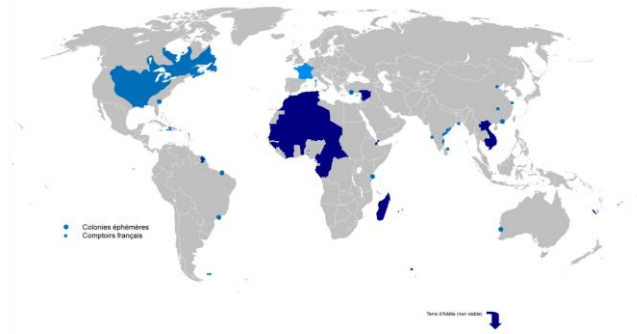 Colonies éphémères
Comptoirs français
Terre d'Adélie (non visible)